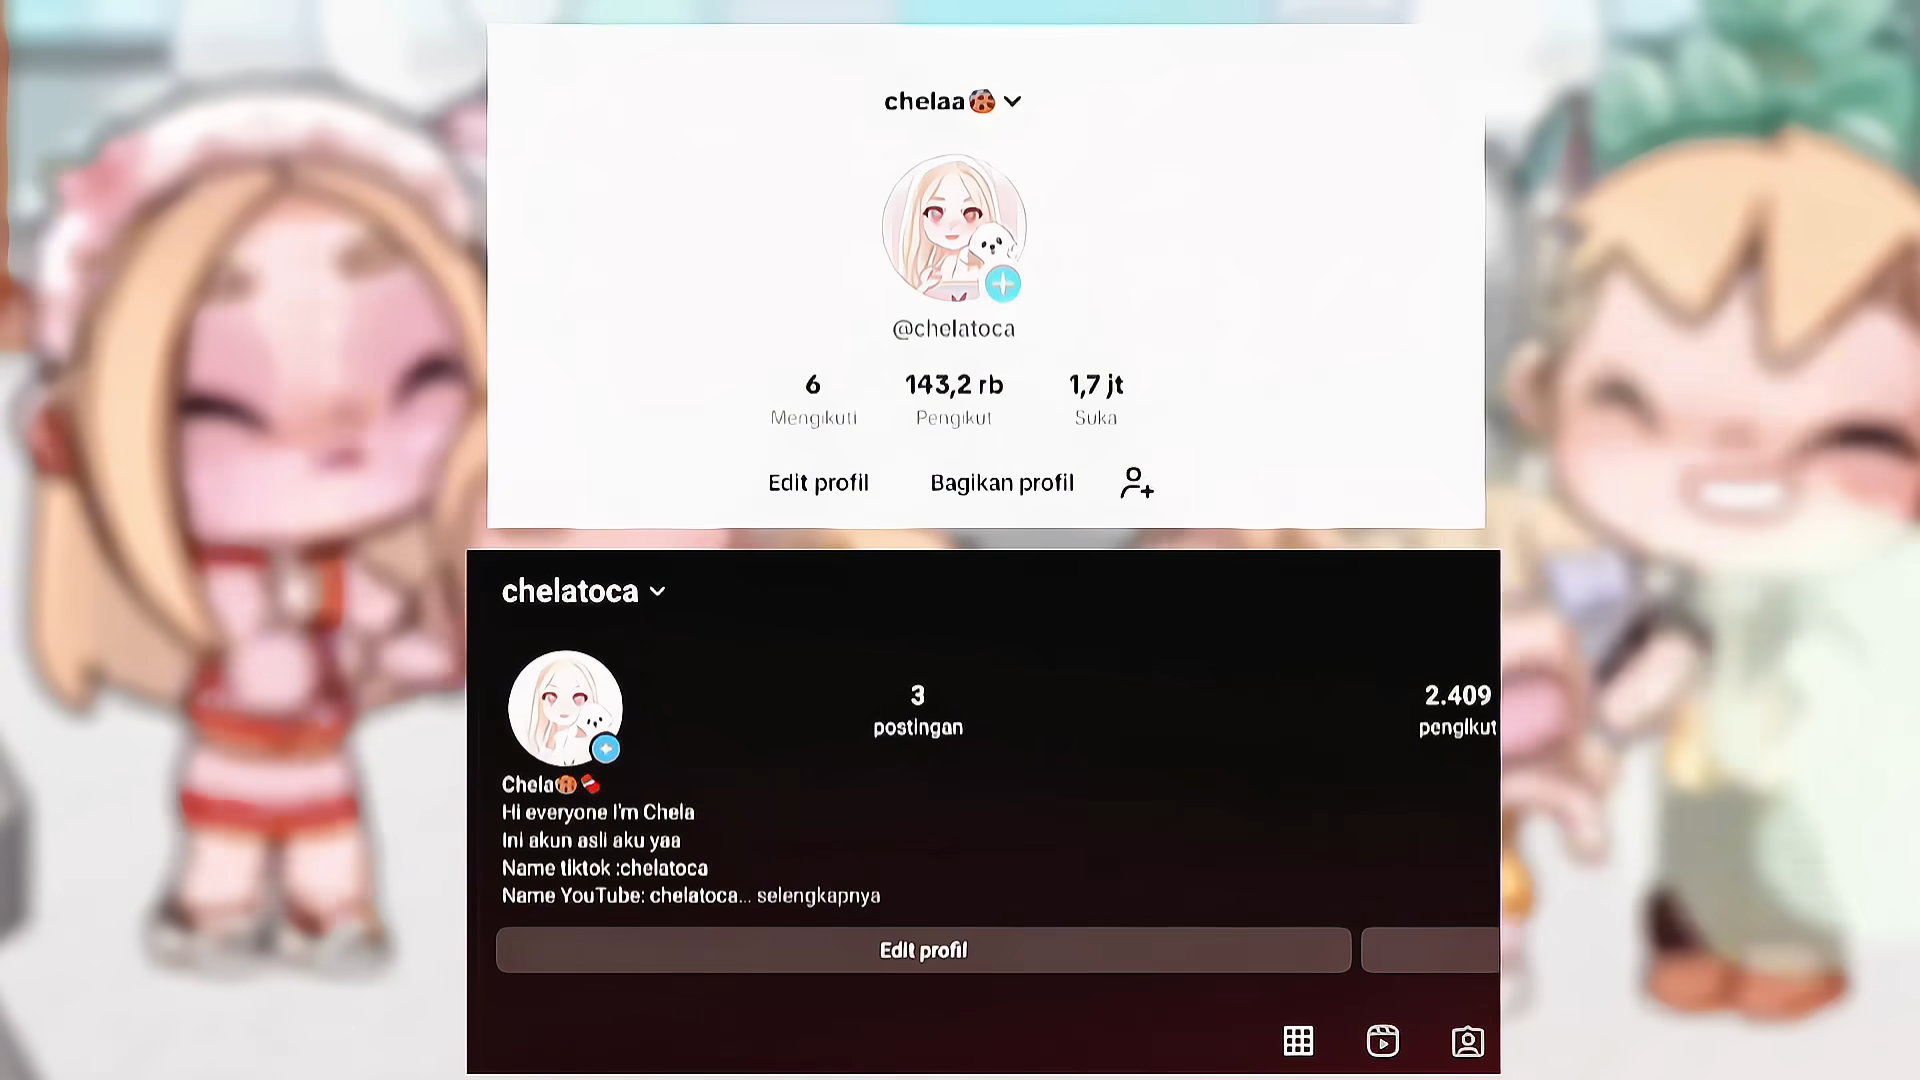 chelaa🍪
@chelatoca
6 143,2 rb 1,7 jt
Mengikuti Pengikut Suka
Edit profil Bagikan profil
chelatoca
3 2.409
postingan pengikut
Chela🍪🍫
Hi everyone I'm Chela
Ini akun asli aku yaa
Name tiktok :chelatoca
Name YouTube: chelatoca... selengkapnya
Edit profil